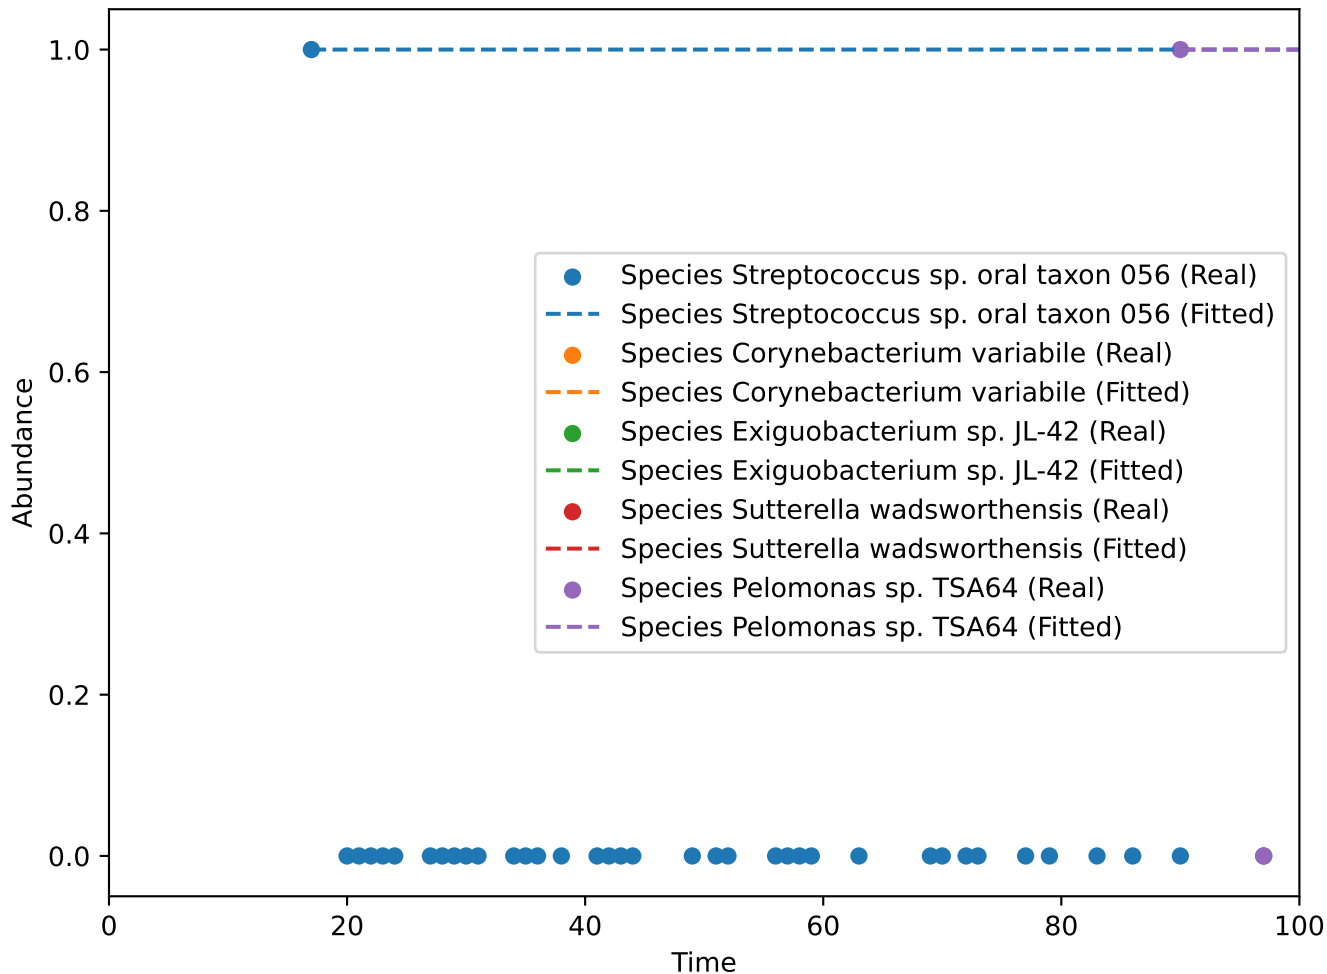 1.0
0.8
0.6
0.4
0.2
0.0
Abundance
Species Streptococcus sp. oral taxon 056 (Real)
Species Streptococcus sp. oral taxon 056 (Fitted)
Species Corynebacterium variabile (Real)
Species Corynebacterium variabile (Fitted)
Species Exiguobacterium sp. JL-42 (Real)
Species Exiguobacterium sp. JL-42 (Fitted)
Species Sutterella wadsworthensis (Real)
Species Sutterella wadsworthensis (Fitted)
Species Pelomonas sp. TSA64 (Real)
Species Pelomonas sp. TSA64 (Fitted)
0 20 40 60 80 100
Time